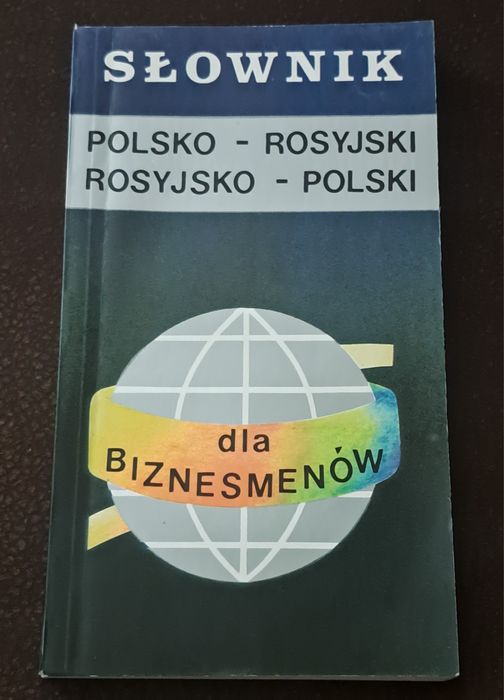 SŁOWNIK
POLSKO - ROSYJSKI
ROSYJSKO - POLSKI
dla
BIZNESMENÓW